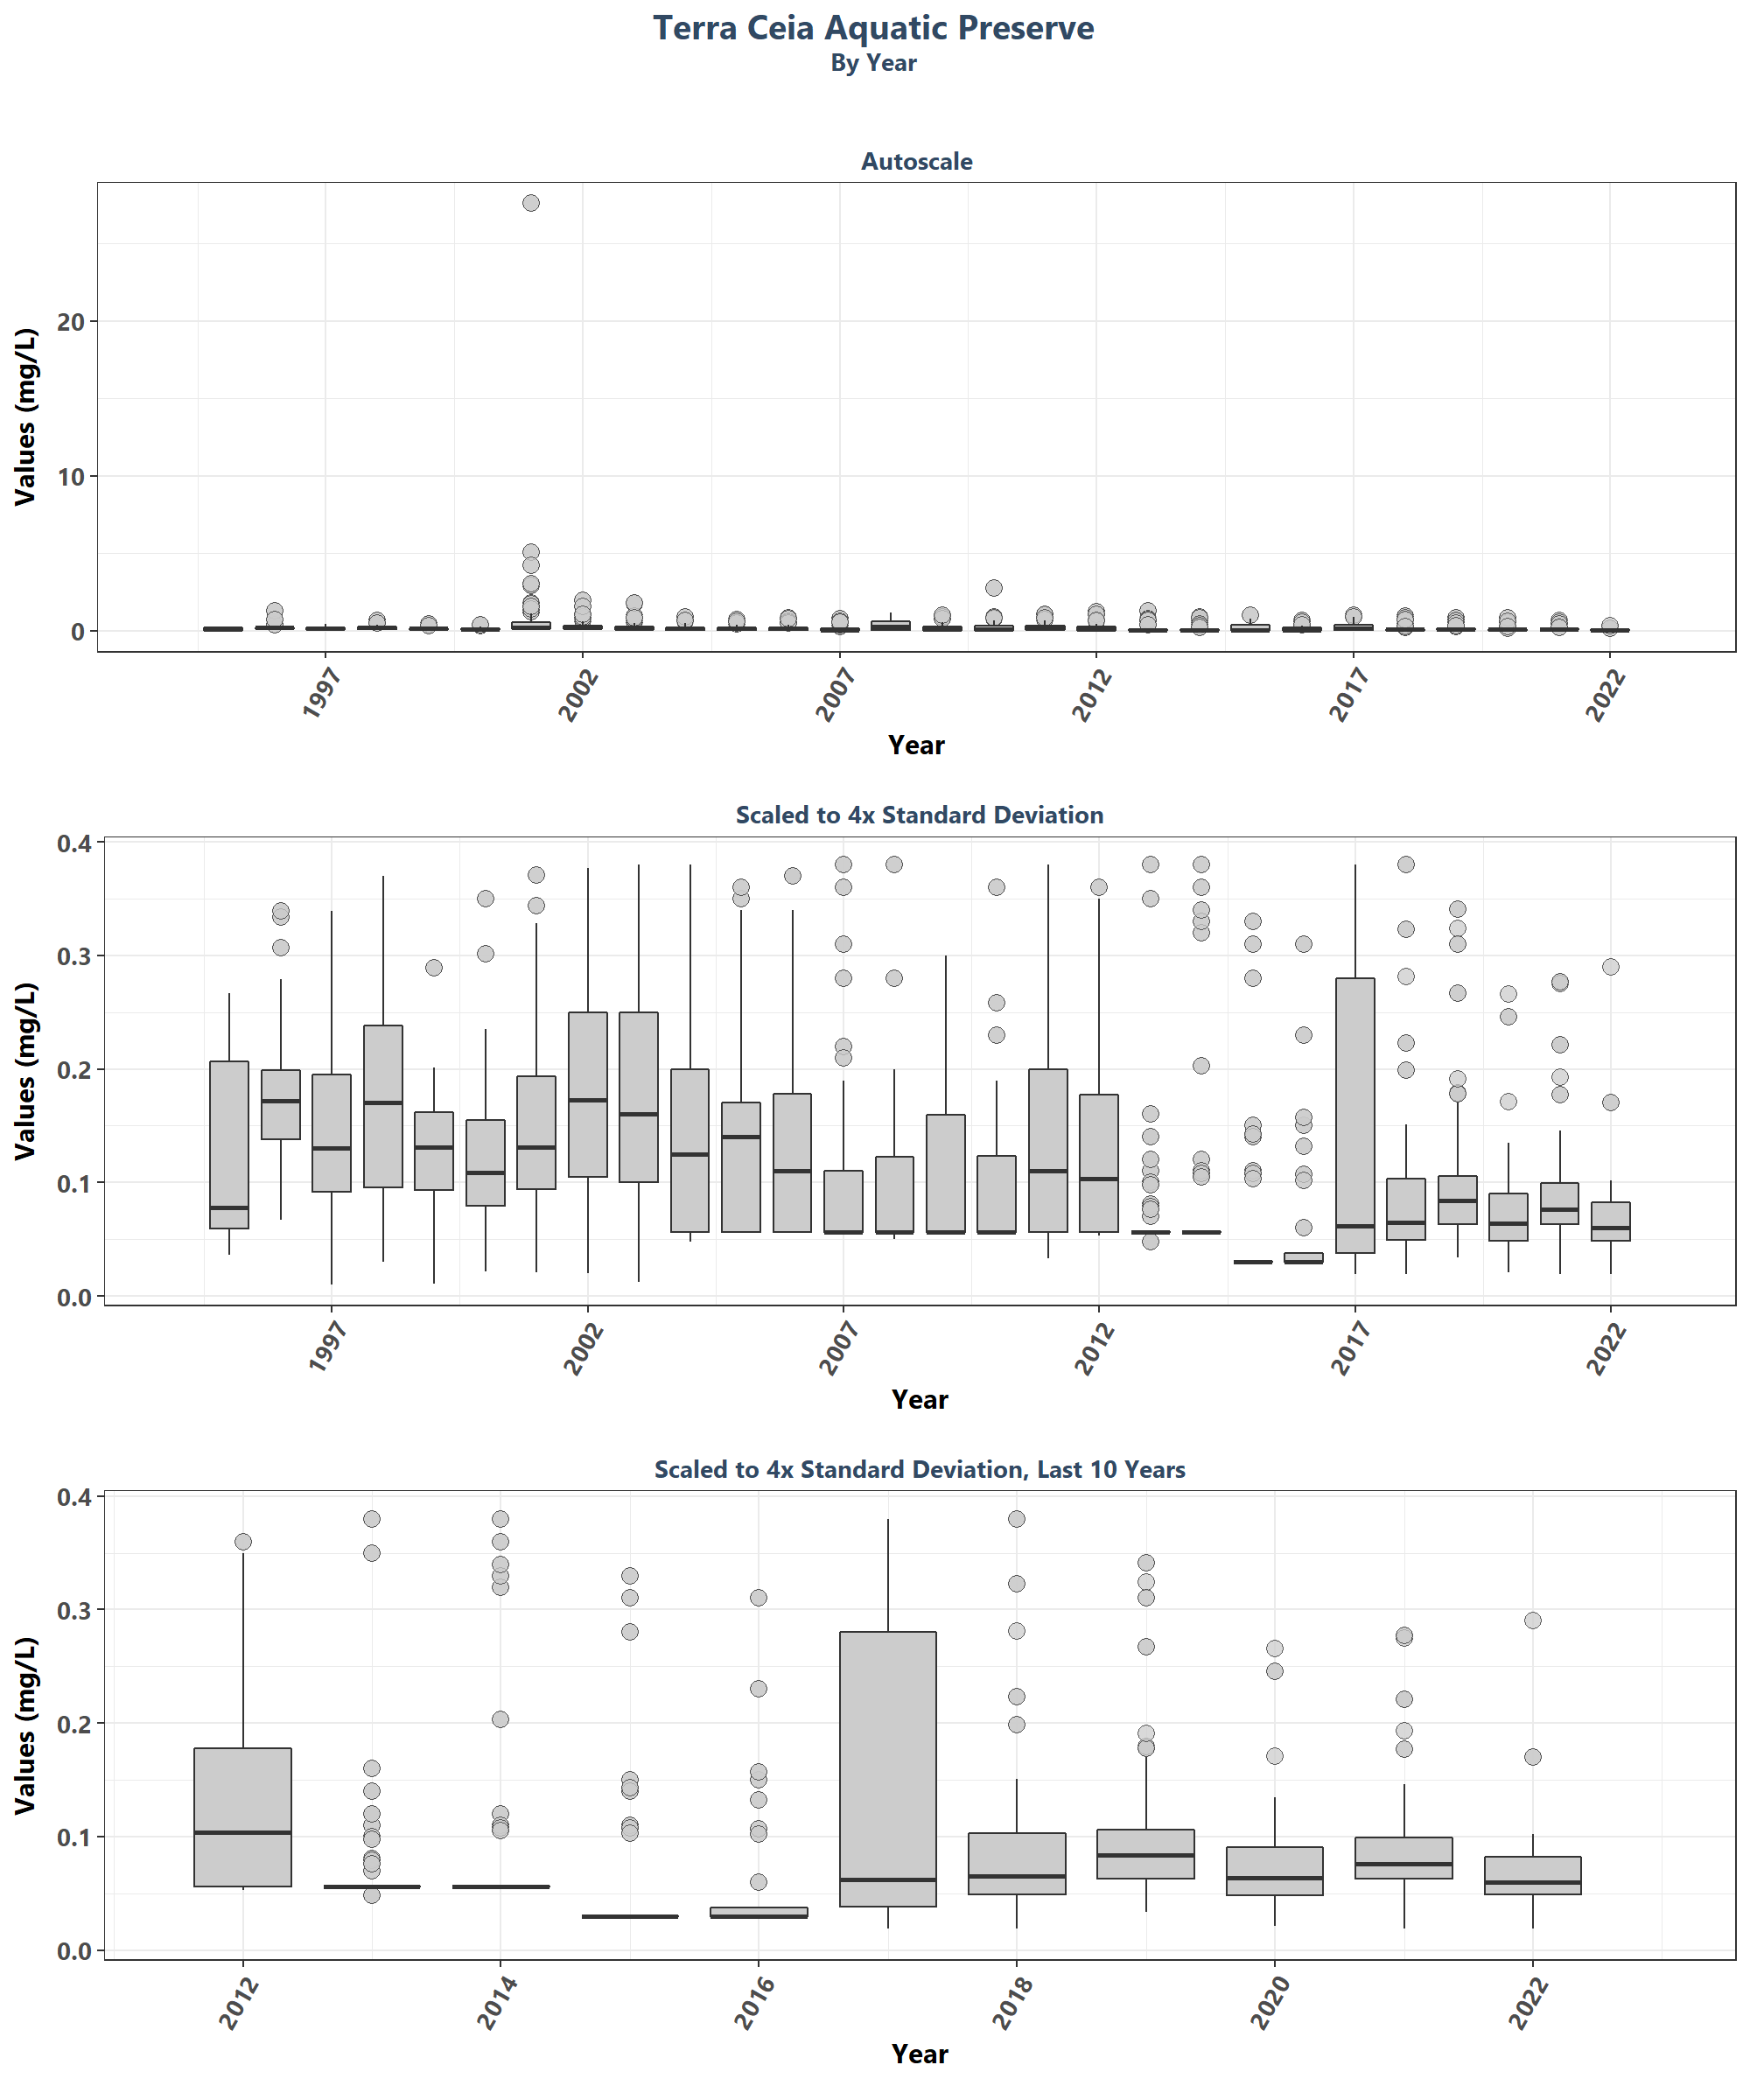 Terra Ceia Aquatic Preserve
By Year
Autoscale
Values (mg/L)
20
10
0
1997 2002 2007 2012 2017 2022
Year
Scaled to 4x Standard Deviation
Values (mg/L)
0.4
0.3
0.2
0.1
0.0
1997 2002 2007 2012 2017 2022
Year
Scaled to 4x Standard Deviation, Last 10 Years
Values (mg/L)
0.4
0.3
0.2
0.1
0.0
2012 2014 2016 2018 2020 2022
Year